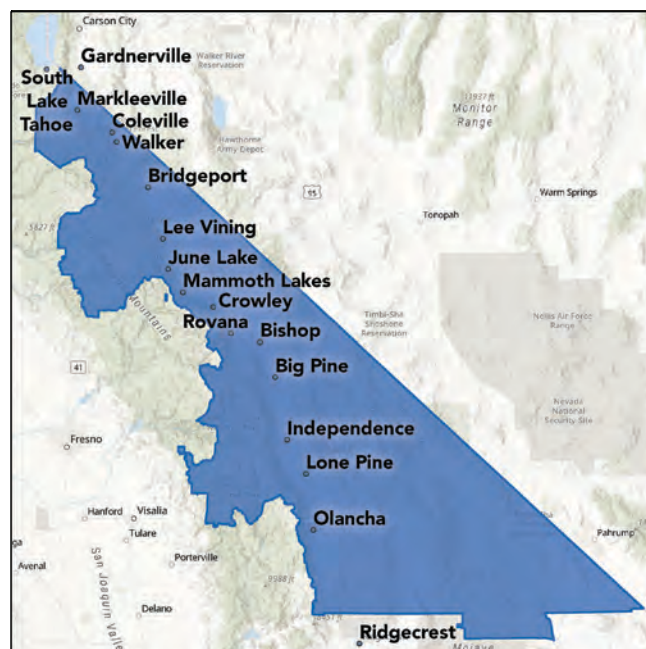 Carson City
Gardnerville
Walker River
Reservation
South
Lake
Tahoe
Markleeville
Coleville
Walker
Hawthorne
Army Depot
Monitor
Range
Bridgeport
95
Warm Springs
Tonopah
Lee Vining
June Lake
Mammoth Lakes
Crowley
Mountains
Rovana
Bishop
Timbi-Sha
Shoshone
Reservation
Nellis Air Force
Range
41
Big Pine
Nevada
National
Security Site
Fresno
Independence
Lone Pine
Hanford
Visalia
Tulare
Olancha
Pahrump
Avenal
San Joaquin Valley
Porterville
Delano
Ridgecrest